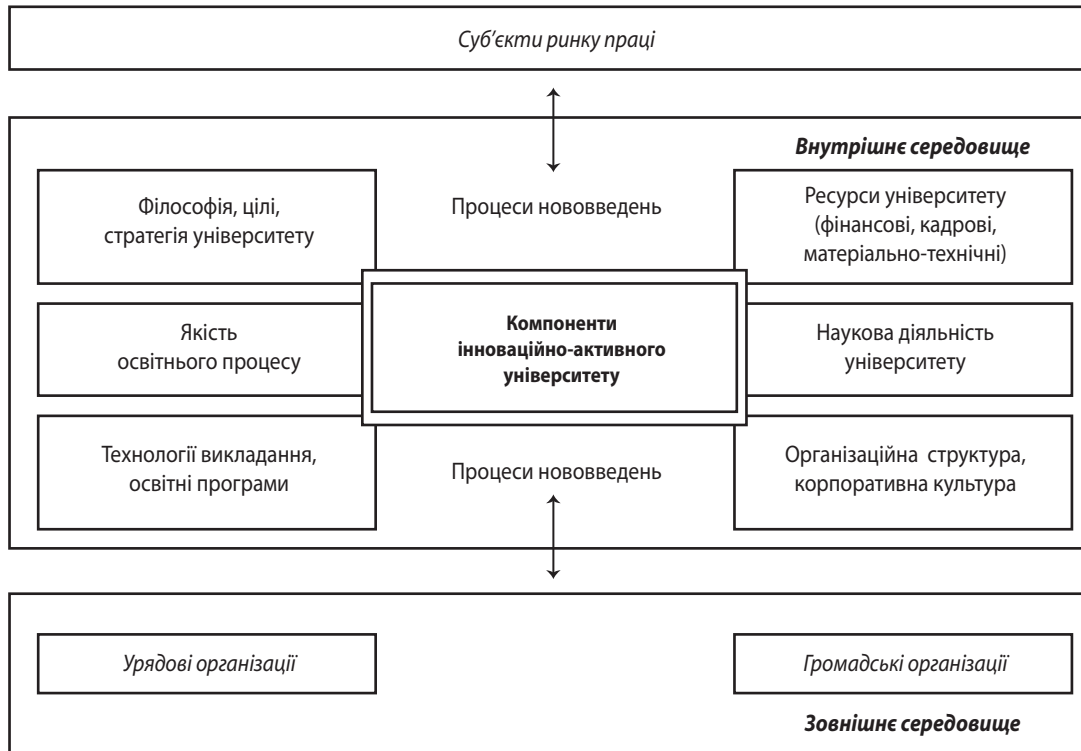 Суб’єкти ринку праці
Внутрішнє середовище
Філософія, цілі,
стратегія університету
Процеси нововведень
Ресурси університету
(фінансові, кадрові,
матеріально-технічні)
Якість
освітнього процесу
Компоненти
інноваційно-активного
університету
Наукова діяльність
університету
Технології викладання,
освітні програми
Процеси нововведень
Організаційна структура,
корпоративна культура
Урядові організації
Громадські організації
Зовнішнє середовище